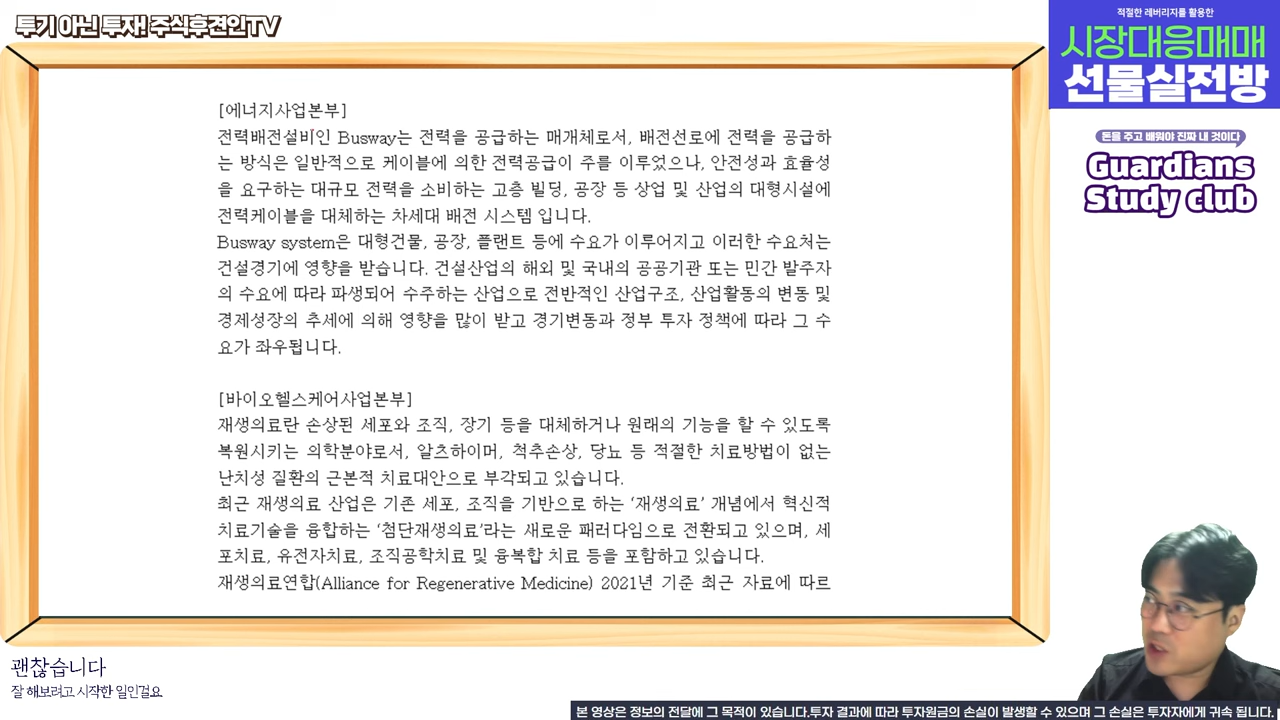 투기 아닌 투자! 주식후견인TV
적절한 레버리지를 활용한
시장대응매매
선물실전방
돈을 주고 배워야 진짜 내 것이다
Guardians
Study club
[에너지사업본부]
전력배전설비인 Busway는 전력을 공급하는 매개체로서, 배전선로에 전력을 공급하
는 방식은 일반적으로 케이블에 의한 전력공급이 주를 이루었으나, 안전성과 효율성
을 요구하는 대규모 전력을 소비하는 고층 빌딩, 공장 등 상업 및 산업의 대형시설에
전력케이블을 대체하는 차세대 배전 시스템 입니다.
Busway system은 대형건물, 공장, 플랜트 등에 수요가 이루어지고 이러한 수요처는
건설경기에 영향을 받습니다. 건설산업의 해외 및 국내의 공공기관 또는 민간 발주자
의 수요에 따라 파생되어 수주하는 산업으로 전반적인 산업구조, 산업활동의 변동 및
경제성장의 추세에 의해 영향을 많이 받고 경기변동과 정부 투자 정책에 따라 그 수
요가 좌우됩니다.
[바이오헬스케어사업본부]
재생의료란 손상된 세포와 조직, 장기 등을 대체하거나 원래의 기능을 할 수 있도록
복원시키는 의학분야로서, 알츠하이머, 척추손상, 당뇨 등 적절한 치료방법이 없는
난치성 질환의 근본적 치료대안으로 부각되고 있습니다.
최근 재생의료 산업은 기존 세포, 조직을 기반으로 하는 ‘재생의료’ 개념에서 혁신적
치료기술을 융합하는 ‘첨단재생의료’라는 새로운 패러다임으로 전환되고 있으며, 세
포치료, 유전자치료, 조직공학치료 및 융복합 치료 등을 포함하고 있습니다.
재생의료연합(Alliance for Regenerative Medicine) 2021년 기준 최근 자료에 따르
괜찮습니다
잘 해보려고 시작한 일인걸요
본 영상은 정보의 전달에 그 목적이 있습니다.투자 결과에 따라 투자원금의 손실이 발생할 수 있으며 그 손실은 투자자에게 귀속 됩니다.